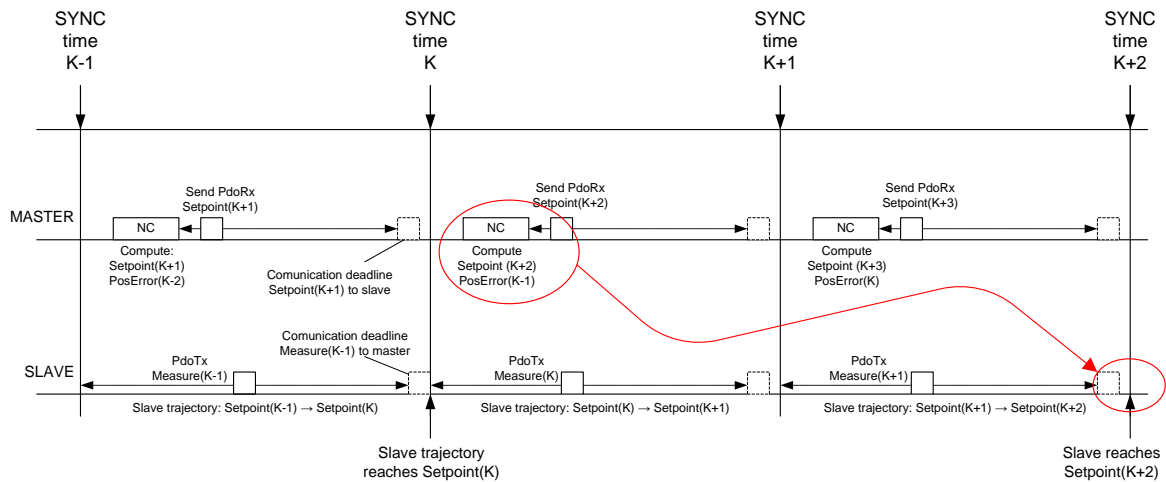 SYNC
time
K-1
SYNC
time
K
SYNC
time
K+1
SYNC
time
K+2
MASTER
Send PdoRx
Setpoint(K+1)
NC
Compute:
Setpoint(K+1)
PosError(K-2)
Comunication deadline
Setpoint(K+1) to slave
Send PdoRx
Setpoint(K+2)
NC
Compute
Setpoint (K+2)
PosError(K-1)
Send PdoRx
Setpoint(K+3)
NC
Compute
Setpoint (K+3)
PosError(K)
SLAVE
Comunication deadline
Measure(K-1) to master
PdoTx
Measure(K-1)
Slave trajectory: Setpoint(K-1) → Setpoint(K)
PdoTx
Measure(K)
Slave trajectory: Setpoint(K) → Setpoint(K+1)
PdoTx
Measure(K+1)
Slave trajectory: Setpoint(K+1) → Setpoint(K+2)
Slave trajectory
reaches Setpoint(K)
Slave reaches
Setpoint(K+2)